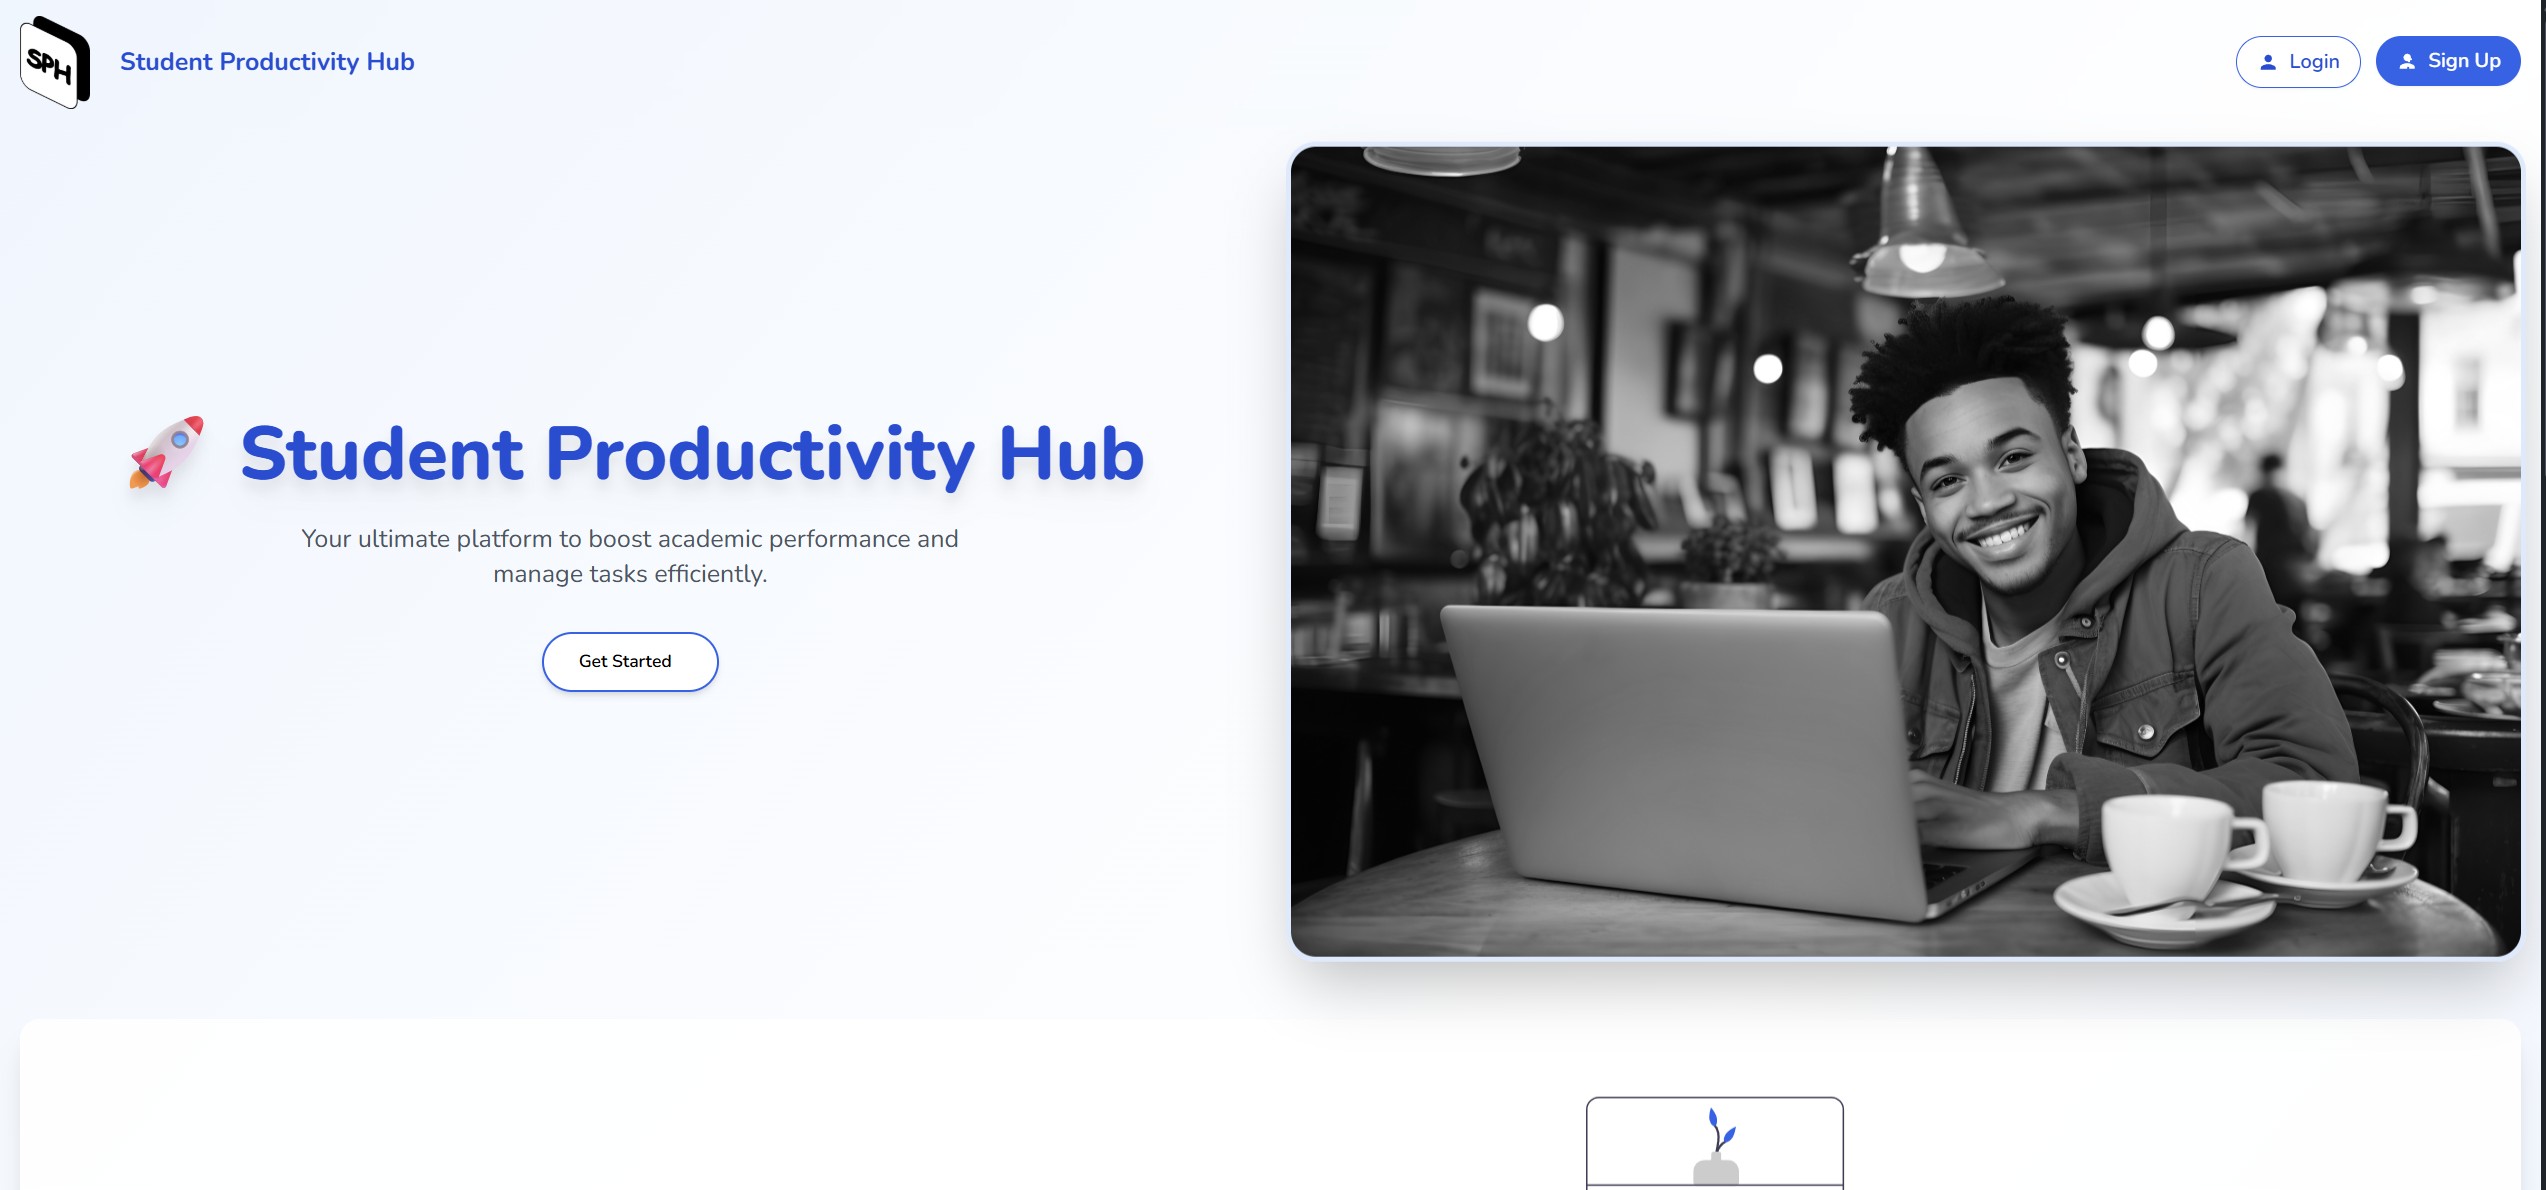 SPH
Student Productivity Hub
Login
Sign Up
🚀 Student Productivity Hub
Your ultimate platform to boost academic performance and
manage tasks efficiently.
Get Started